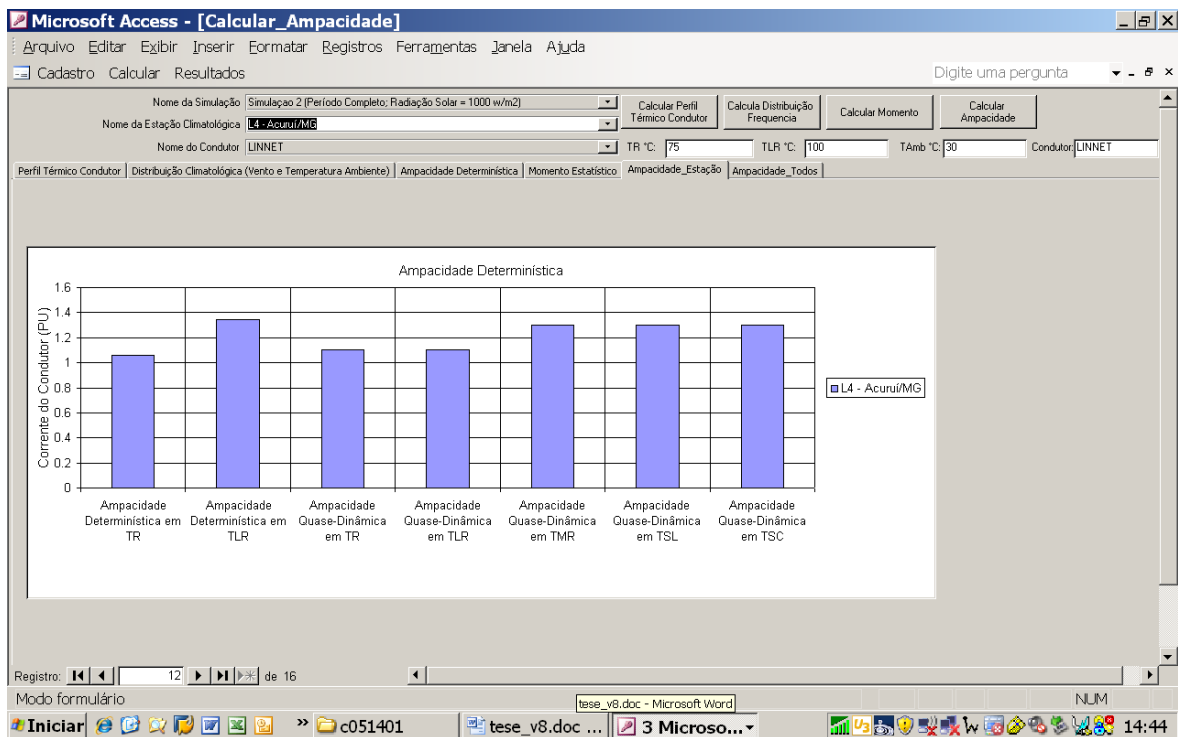 Microsoft Access - [Calcular_Ampacidade]
Arquivo Editar Exibir Inserir Formatar Registros Ferramentas Janela Ajuda
Cadastro Calcular Resultados Digite uma pergunta
Nome da Simulação Simulaçao 2 (Período Completo; Radiação Solar = 1000 w/m2)
Calcular Perfil Térmico Condutor
Calcula Distribuição Frequencia
Calcular Momento
Calcular Ampacidade
Nome da Estação Climatológica L4 - Acuruí/MG
Nome do Condutor LINNET TR °C: 75 TLR °C: 100 TAmb °C: 30 Condutor: LINNET
Perfil Térmico Condutor Distribuição Climatológica (Vento e Temperatura Ambiente) Ampacidade Determinística Momento Estatístico Ampacidade_Estação Ampacidade_Todos
Ampacidade Determinística
Corrente do Condutor (PU)
1.6
1.4
1.2
1
0.8
0.6
0.4
0.2
0
Ampacidade Determinística em TR
Ampacidade Determinística em TLR
Ampacidade Quase-Dinâmica em TR
Ampacidade Quase-Dinâmica em TLR
Ampacidade Quase-Dinâmica em TMR
Ampacidade Quase-Dinâmica em TSL
Ampacidade Quase-Dinâmica em TSC
L4 - Acuruí/MG
Registro: 12 de 16
Modo formulário NUM
tese_v8.doc - Microsoft Word
Iniciar » c051401 tese_v8.doc ... 3 Microso... 14:44